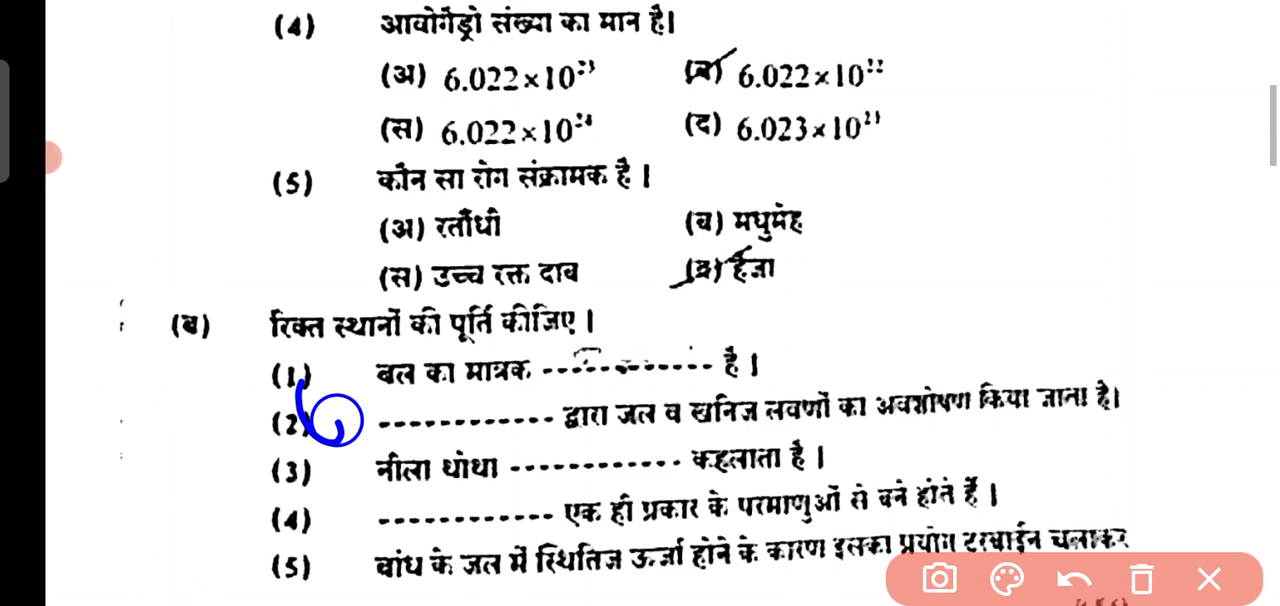 (4) आवोगैड्रो संख्या का मान है।
(अ) 6.022×10²³ (ब) 6.022×10²²
(स) 6.022×10²⁴ (द) 6.023×10²³
(5) कौन सा रोग संक्रामक है।
(अ) रतौंधी (ब) मधुमेह
(स) उच्च रक्त दाब (द) हैजा
(ब) रिक्त स्थानों की पूर्ति कीजिए।
(1) बल का मात्रक ------------ है।
(2) ------------ द्वारा जल व खनिज लवणों का अवशोषण किया जाता है।
(3) नीला थोथा ------------ कहलाता है।
(4) ------------ एक ही प्रकार के परमाणुओं से बने होते हैं।
(5) बांध के जल में स्थितिज ऊर्जा होने के कारण इसका प्रयोग टरबाईन चलाकर